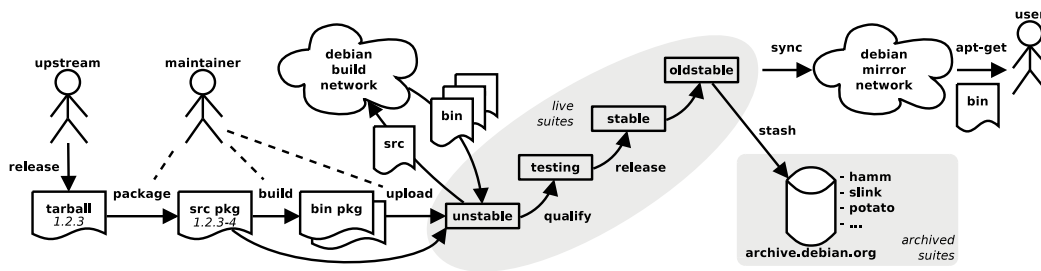 upstream
maintainer
debian
build
network
bin
src
release
package
build
upload
tarball
1.2.3
src pkg
1.2.3-4
bin pkg
unstable
qualify
testing
release
stable
oldstable
live
suites
sync
debian
mirror
network
apt-get
user
bin
stash
- hamm
- slink
- potato
- ...
archive.debian.org
archived
suites